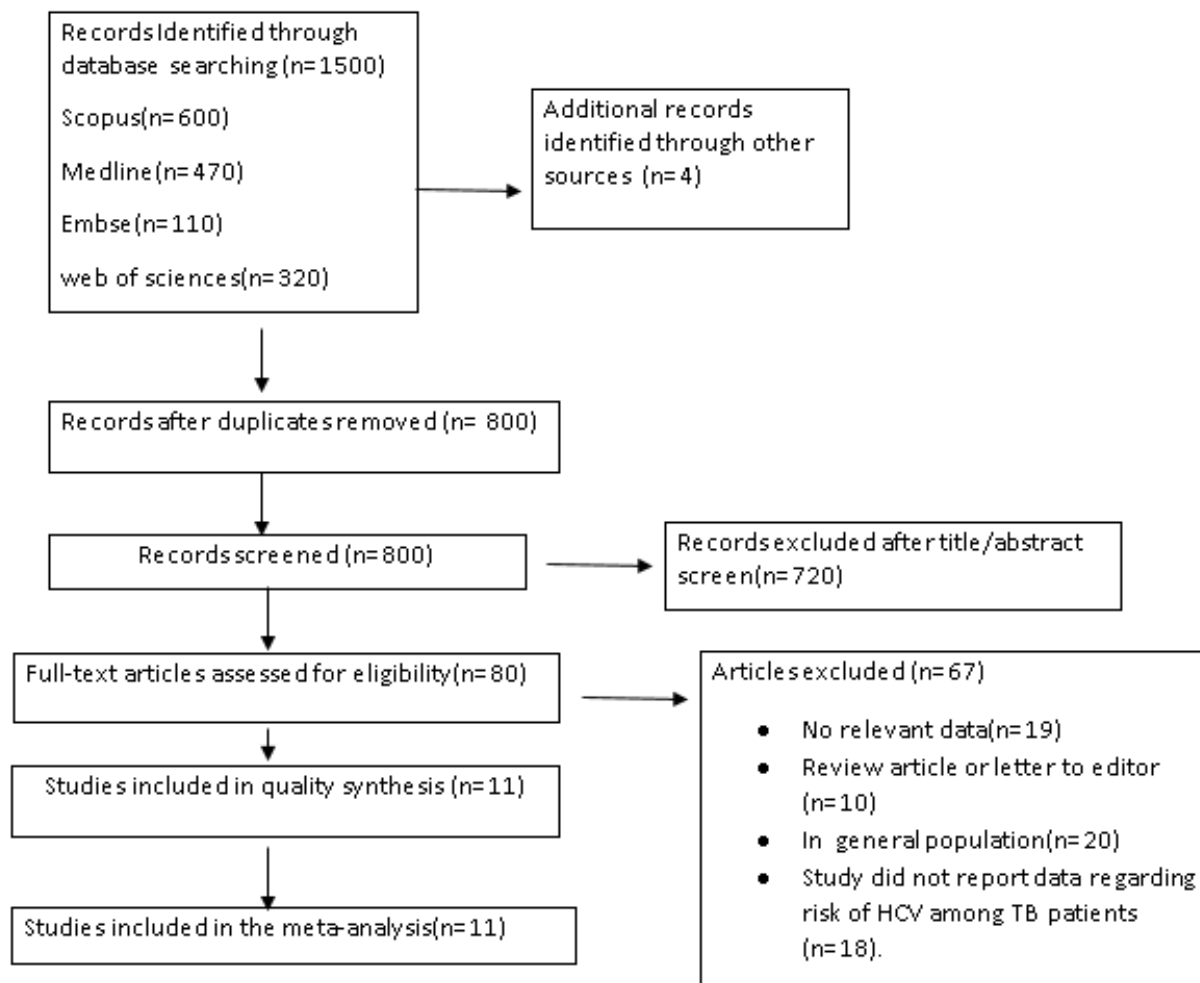 Records Identified through
database searching (n=1500)
Scopus(n=600)
Medline(n=470)
Embse(n=110)
web of sciences(n=320)
Additional records
identified through other
sources (n=4)
Records after duplicates removed (n= 800)
Records screened (n=800)
Records excluded after title/abstract
screen(n=720)
Full-text articles assessed for eligibility(n=80)
Articles excluded (n=67)
● No relevant data(n=19)
● Review article or letter to editor
(n=10)
● In general population(n=20)
● Study did not report data regarding
risk of HCV among TB patients
(n=18).
Studies included in quality synthesis (n=11)
Studies included in the meta-analysis(n=11)